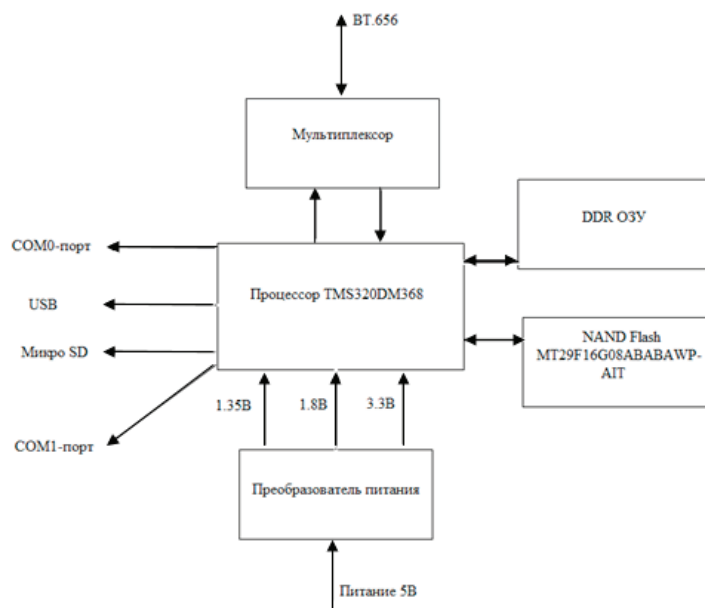 BT.656
Мультиплексор
DDR ОЗУ
COM0-порт
Процессор TMS320DM368
USB
NAND Flash
MT29F16G08ABABAWP-
AIT
Микро SD
1.35В
1.8В
3.3В
COM1-порт
Преобразователь питания
Питание 5В